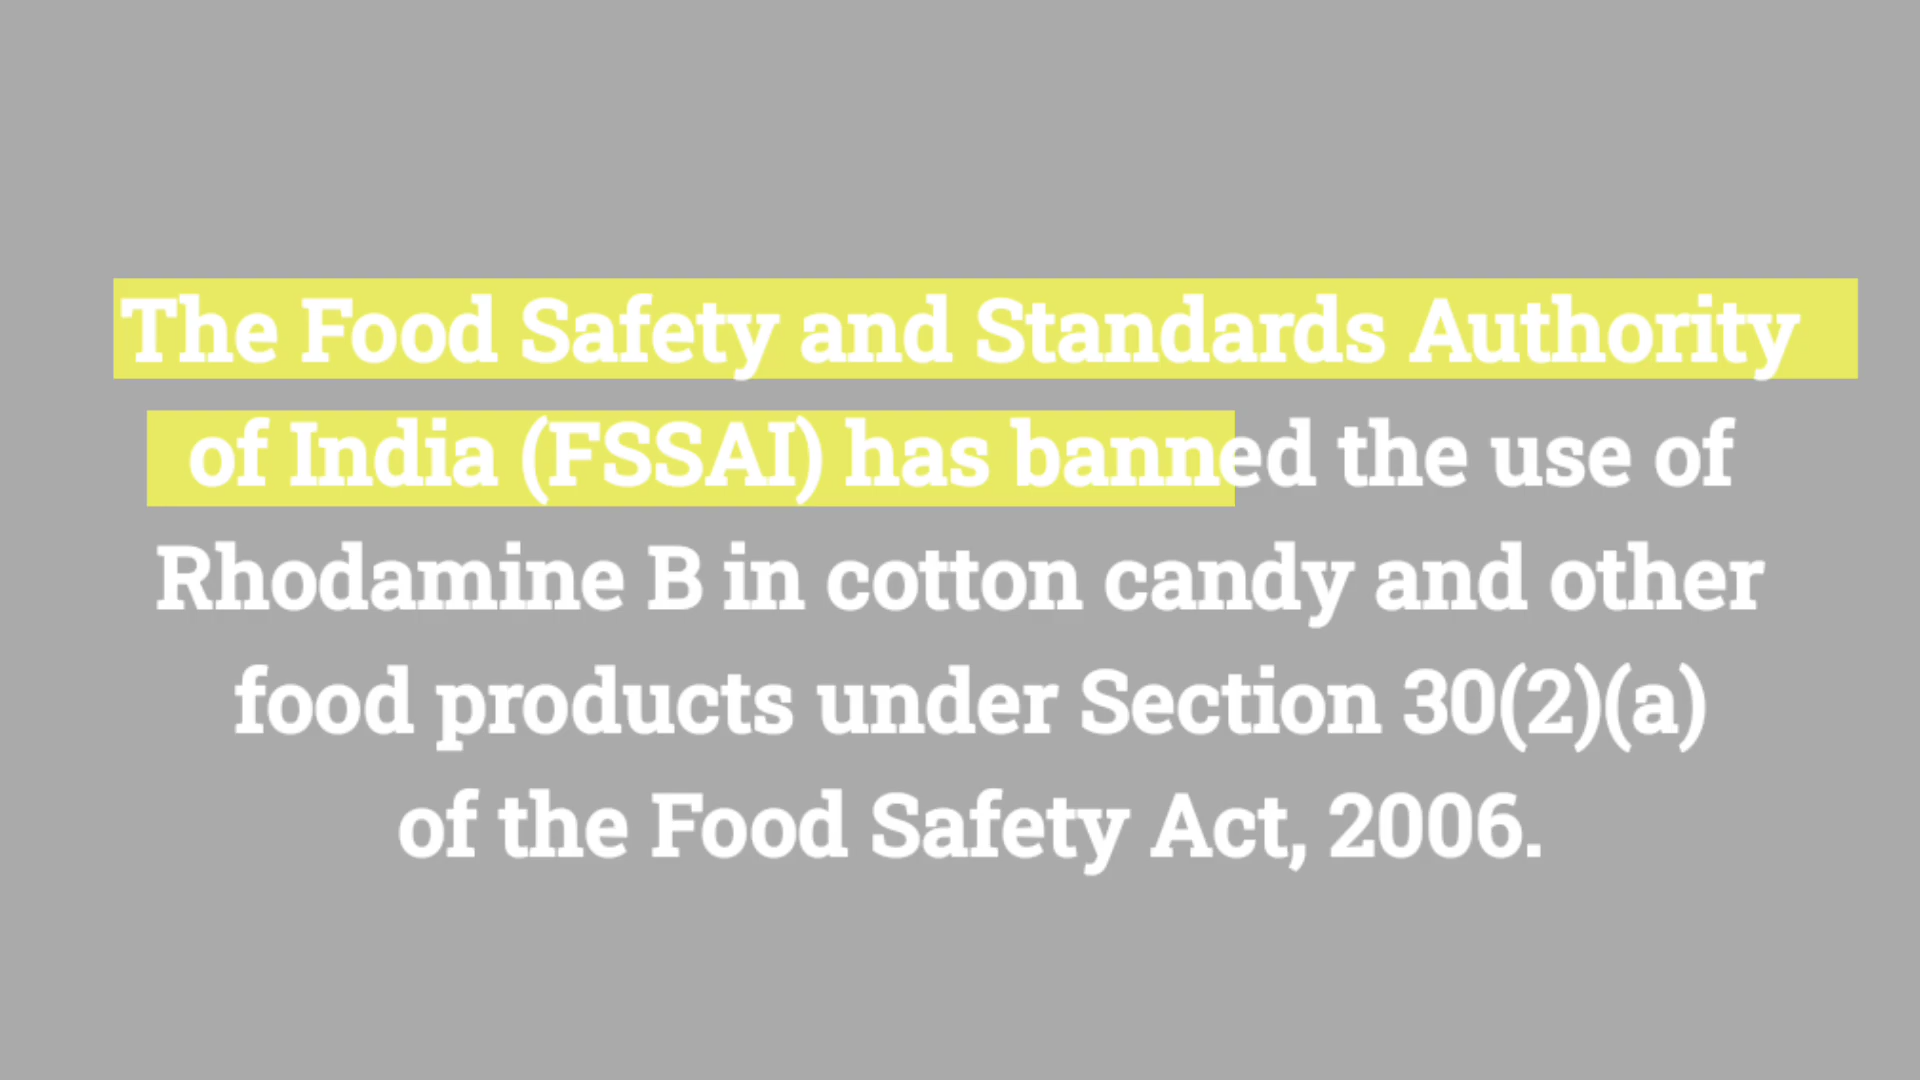 The Food Safety and Standards Authority
of India (FSSAI) has banned the use of
Rhodamine B in cotton candy and other
food products under Section 30(2)(a)
of the Food Safety Act, 2006.